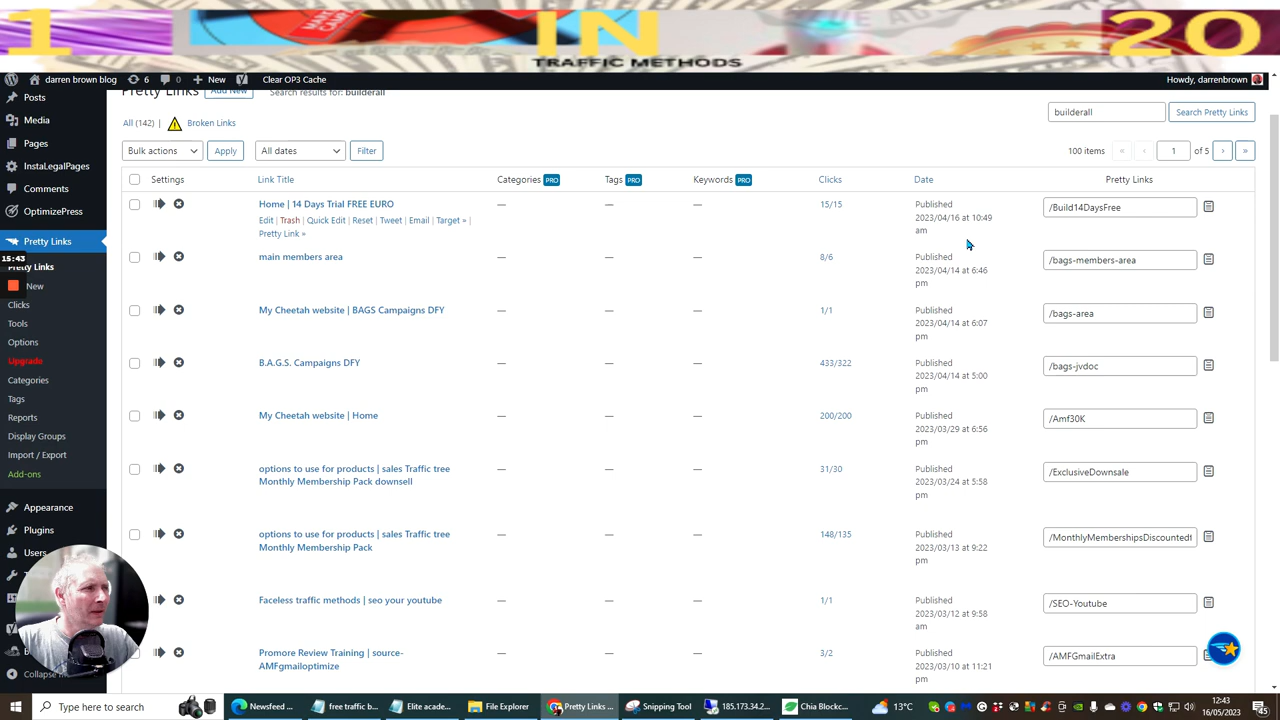 1 IN 20
TRAFFIC METHODS
darren brown blog 6 0 New Clear OP3 Cache Howdy, darrenbrown
Posts
Media
Pages
InstaLegalPages
Comments
OptimizePress
Pretty Links
15:43
Pretty Links
New
Clicks
Tools
Options
Upgrade
Categories
Tags
Reports
Display Groups
Import / Export
Add-ons
Appearance
Plugins
Users
Collapse m
Pretty Links Add New Search results for: builderall
All (142) | Broken Links
builderall Search Pretty Links
Bulk actions Apply All dates Filter 100 items « ‹ 1 of 5 › »
Settings Link Title Categories PRO Tags PRO Keywords PRO Clicks Date Pretty Links
Home | 14 Days Trial FREE EURO — — — 15/15 Published /Build14DaysFree
Edit | Trash | Quick Edit | Reset | Tweet | Email | Target » | 2023/04/16 at 10:49
Pretty Link » am
main members area — — — 8/6 Published /bags-members-area
2023/04/14 at 6:46
pm
My Cheetah website | BAGS Campaigns DFY — — — 1/1 Published /bags-area
2023/04/14 at 6:07
pm
B.A.G.S. Campaigns DFY — — — 433/322 Published /bags-jvdoc
2023/04/14 at 5:00
pm
My Cheetah website | Home — — — 200/200 Published /Amf30K
2023/03/29 at 6:56
pm
options to use for products | sales Traffic tree — — — 31/30 Published /ExclusiveDownsale
Monthly Membership Pack downsell 2023/03/24 at 5:58
pm
options to use for products | sales Traffic tree — — — 148/135 Published /MonthlyMembershipsDiscounted
Monthly Membership Pack 2023/03/13 at 9:22
pm
Faceless traffic methods | seo your youtube — — — 1/1 Published /SEO-Youtube
2023/03/12 at 9:58
am
Promore Review Training | source- — — — 3/2 Published /AMFGmailExtra
AMFgmailoptimize 2023/03/10 at 11:21
pm
Type here to search Newsfeed ... free traffic b... Elite acade... File Explorer Pretty Links ... Snipping Tool 185.173.34.2... Chia Blockc... 13°C 12:43
16/05/2023